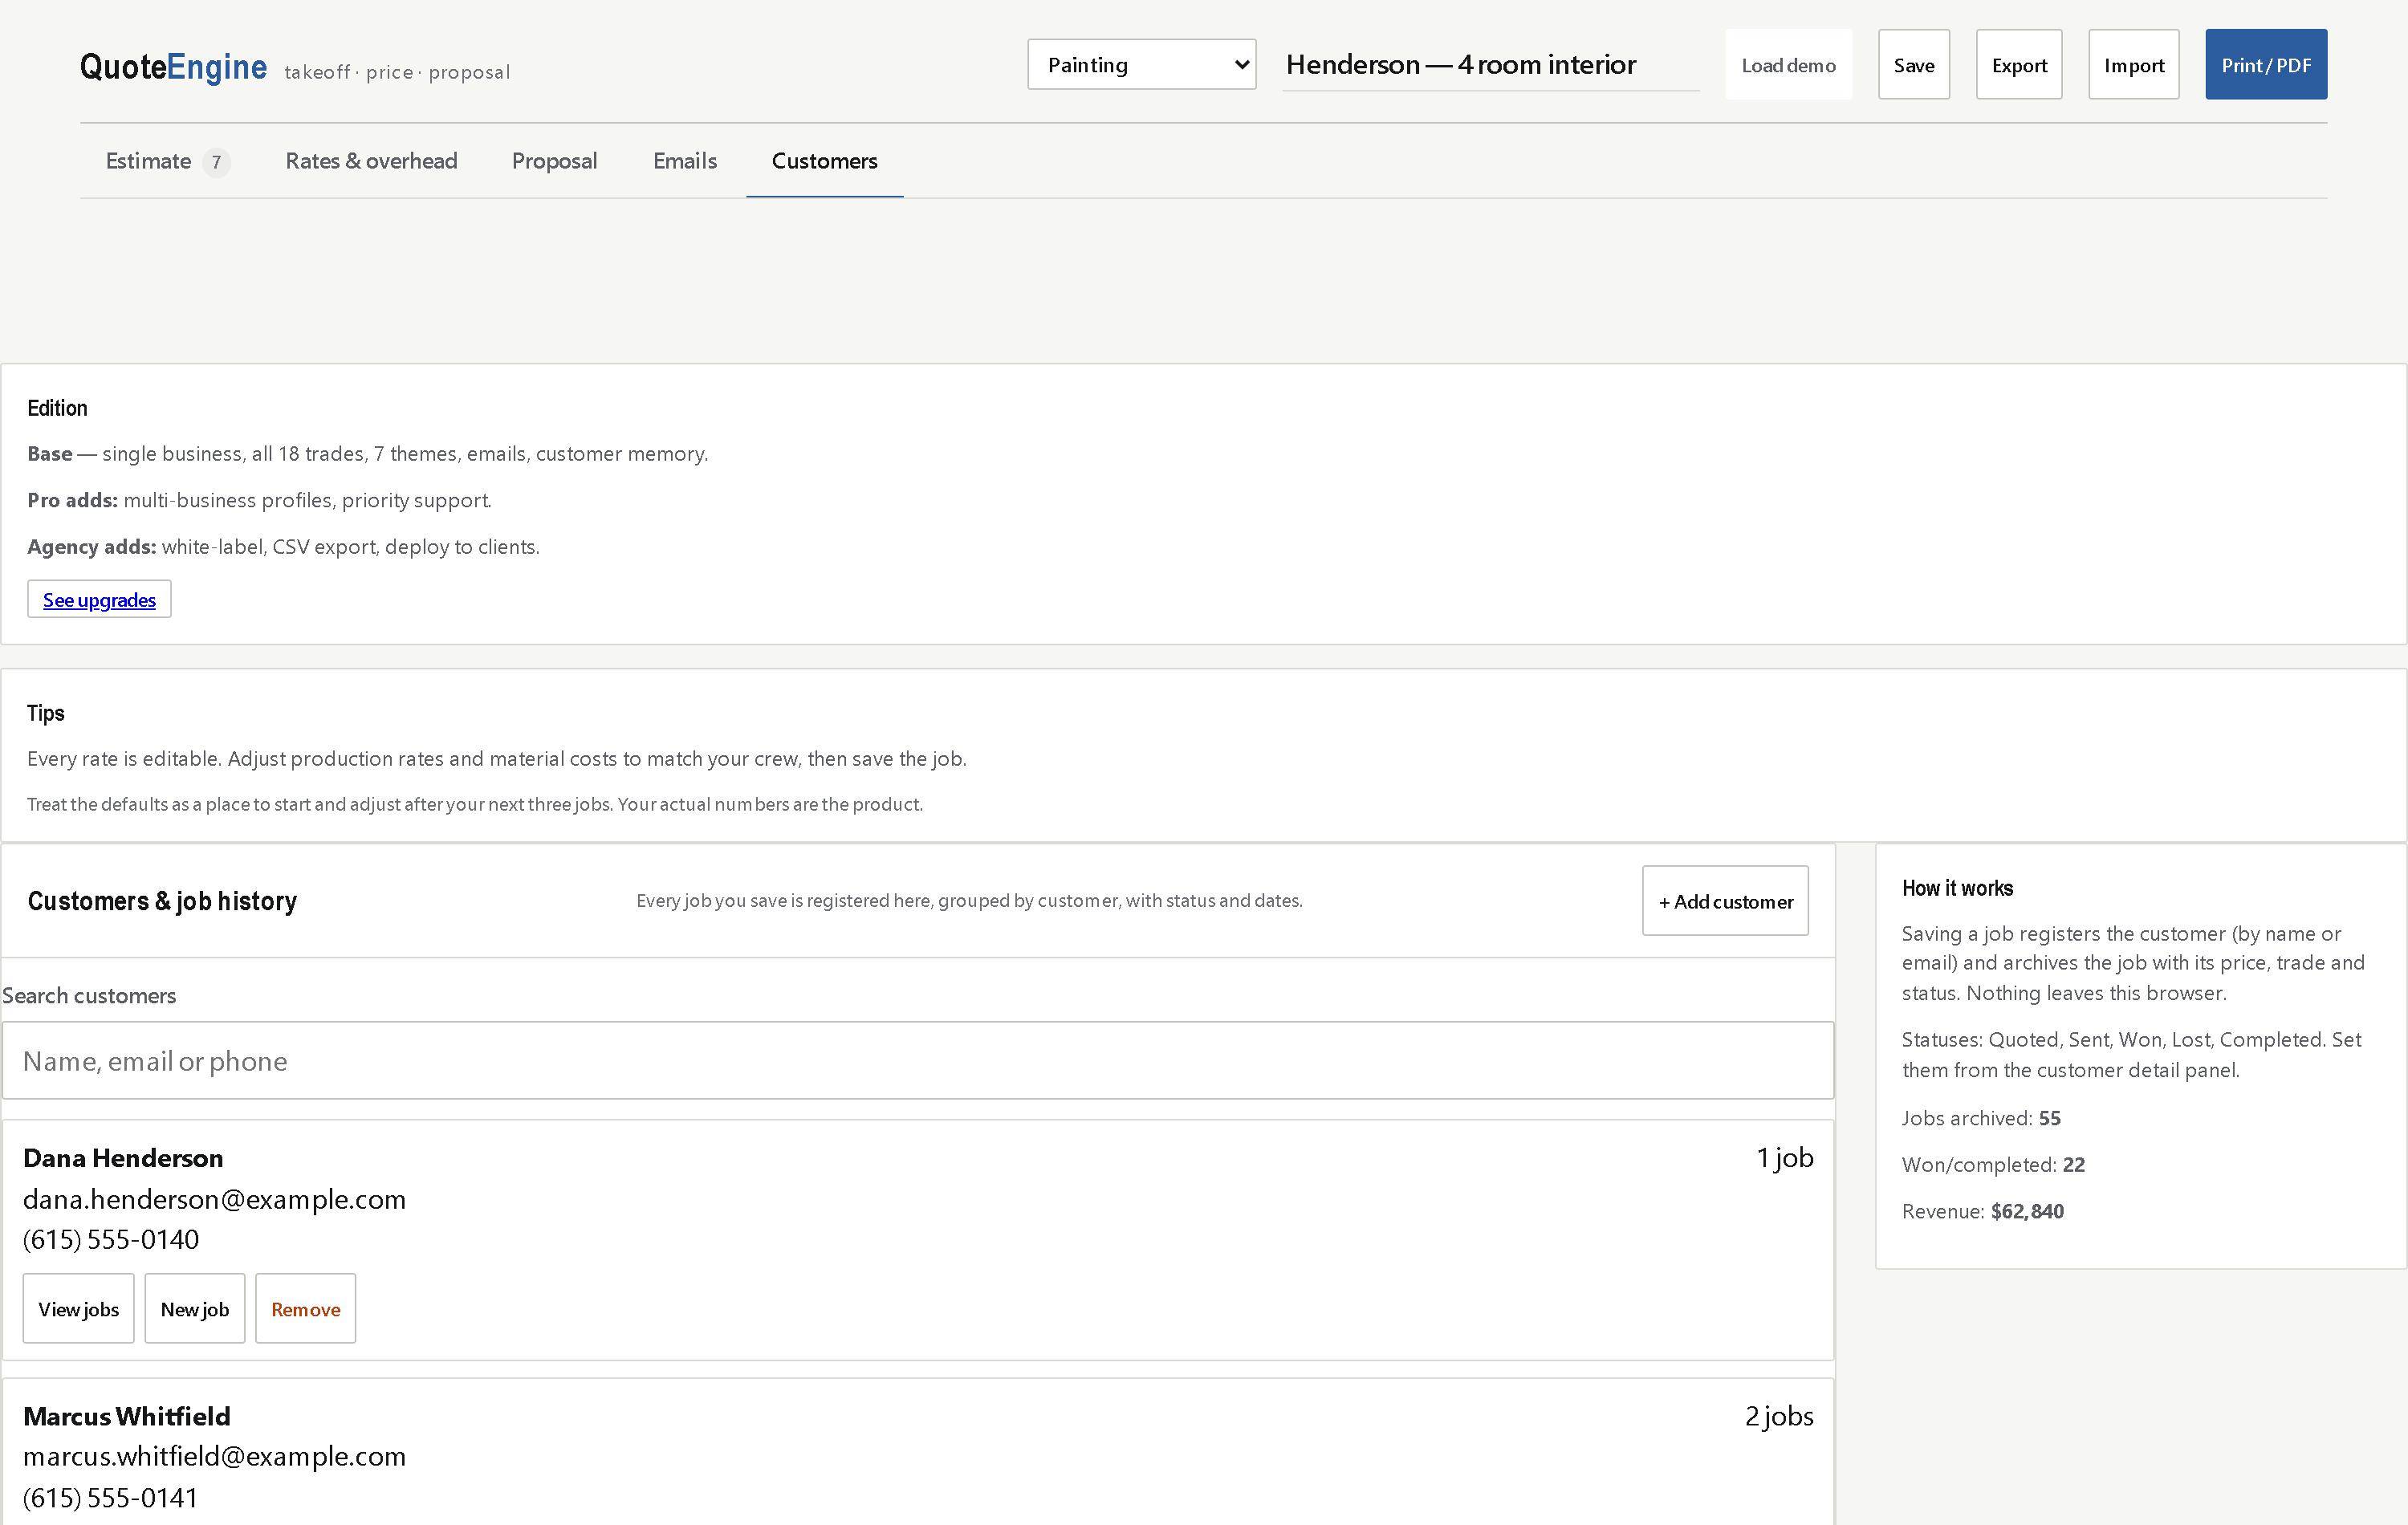 QuoteEngine takeoff · price · proposal
Painting
Henderson — 4 room interior
Load demo
Save
Export
Import
Print / PDF
Estimate 7
Rates & overhead
Proposal
Emails
Customers
Edition
Base — single business, all 18 trades, 7 themes, emails, customer memory.
Pro adds: multi-business profiles, priority support.
Agency adds: white-label, CSV export, deploy to clients.
See upgrades
Tips
Every rate is editable. Adjust production rates and material costs to match your crew, then save the job.
Treat the defaults as a place to start and adjust after your next three jobs. Your actual numbers are the product.
Customers & job history
Every job you save is registered here, grouped by customer, with status and dates.
+ Add customer
Search customers
Name, email or phone
Dana Henderson
1 job
dana.henderson@example.com
(615) 555-0140
View jobs
New job
Remove
Marcus Whitfield
2 jobs
marcus.whitfield@example.com
(615) 555-0141
How it works
Saving a job registers the customer (by name or
email) and archives the job with its price, trade and
status. Nothing leaves this browser.
Statuses: Quoted, Sent, Won, Lost, Completed. Set
them from the customer detail panel.
Jobs archived: 55
Won/completed: 22
Revenue: $62,840